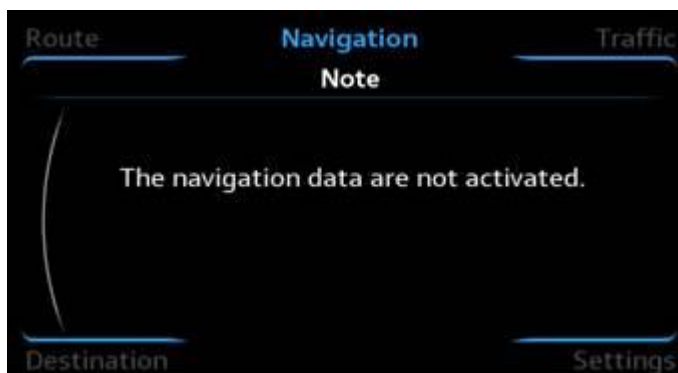 Route Navigation Traffic
Note
The navigation data are not activated.
Destination Settings